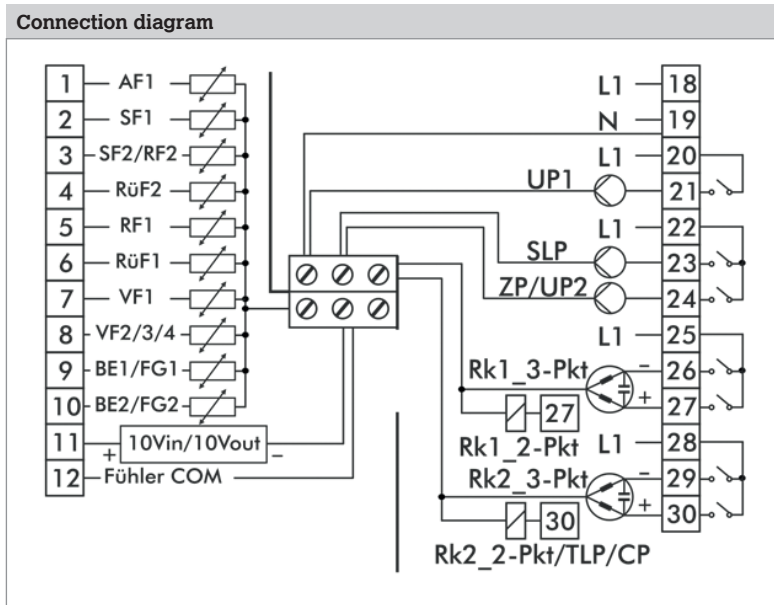 Connection diagram
1 AF1
2 SF1
3 SF2/RF2
4 RüF2
5 RF1
6 RüF1
7 VF1
8 VF2/3/4
9 BE1/FG1
10 BE2/FG2
11 + 10Vin/10Vout −
12 Fühler COM
L1 18
N 19
L1 20
UP1 21
L1 22
SLP 23
ZP/UP2 24
L1 25
Rk1_3-Pkt − 26
27 + 27
Rk1_2-Pkt L1 28
Rk2_3-Pkt − 29
30 + 30
Rk2_2-Pkt/TLP/CP